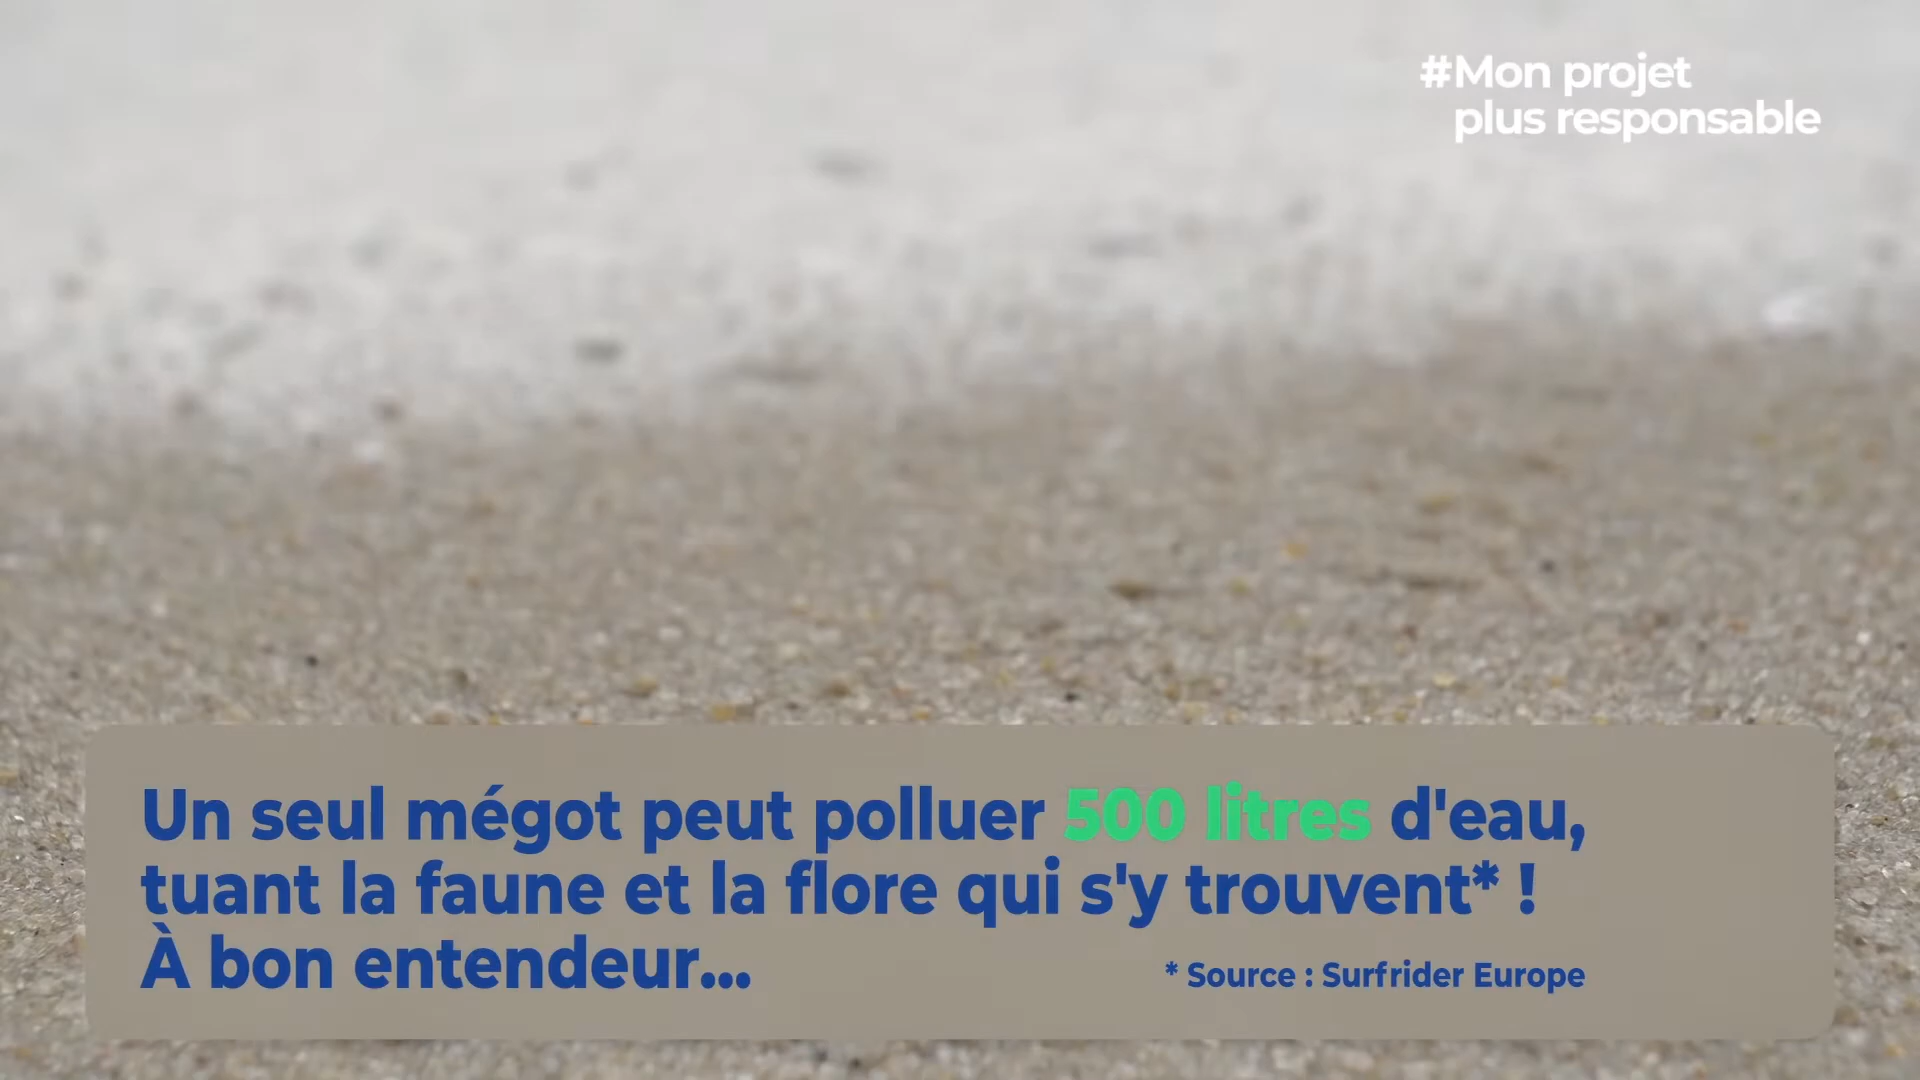 #Mon projet
plus responsable
Un seul mégot peut polluer 500 litres d'eau,
tuant la faune et la flore qui s'y trouvent* !
À bon entendeur...
* Source : Surfrider Europe